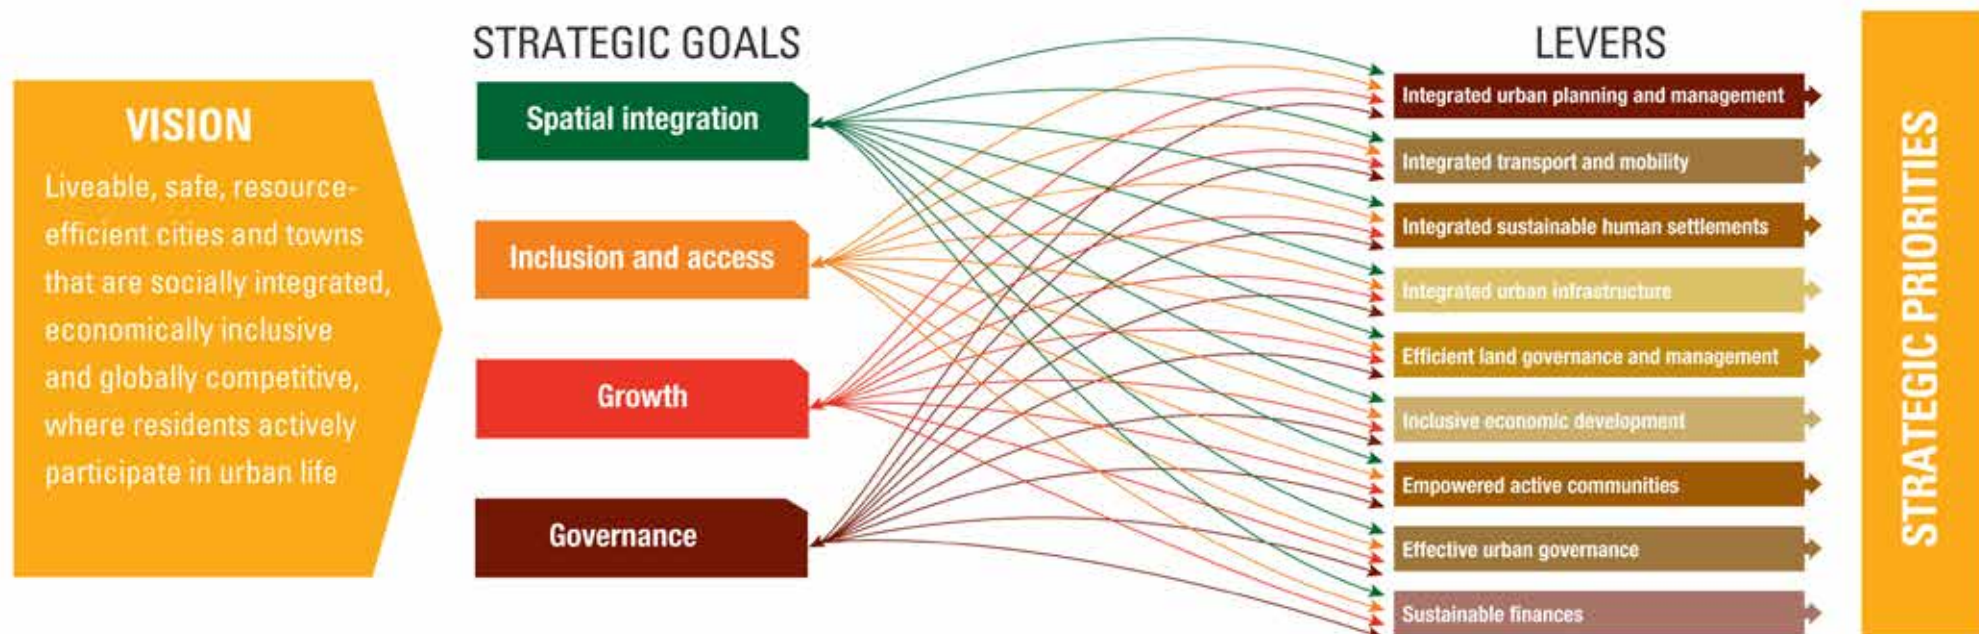 VISION
Liveable, safe, resource-
efficient cities and towns
that are socially integrated,
economically inclusive
and globally competitive,
where residents actively
participate in urban life
STRATEGIC GOALS
Spatial integration
Inclusion and access
Growth
Governance
LEVERS
Integrated urban planning and management
Integrated transport and mobility
Integrated sustainable human settlements
Integrated urban infrastructure
Efficient land governance and management
Inclusive economic development
Empowered active communities
Effective urban governance
Sustainable finances
STRATEGIC PRIORITIES